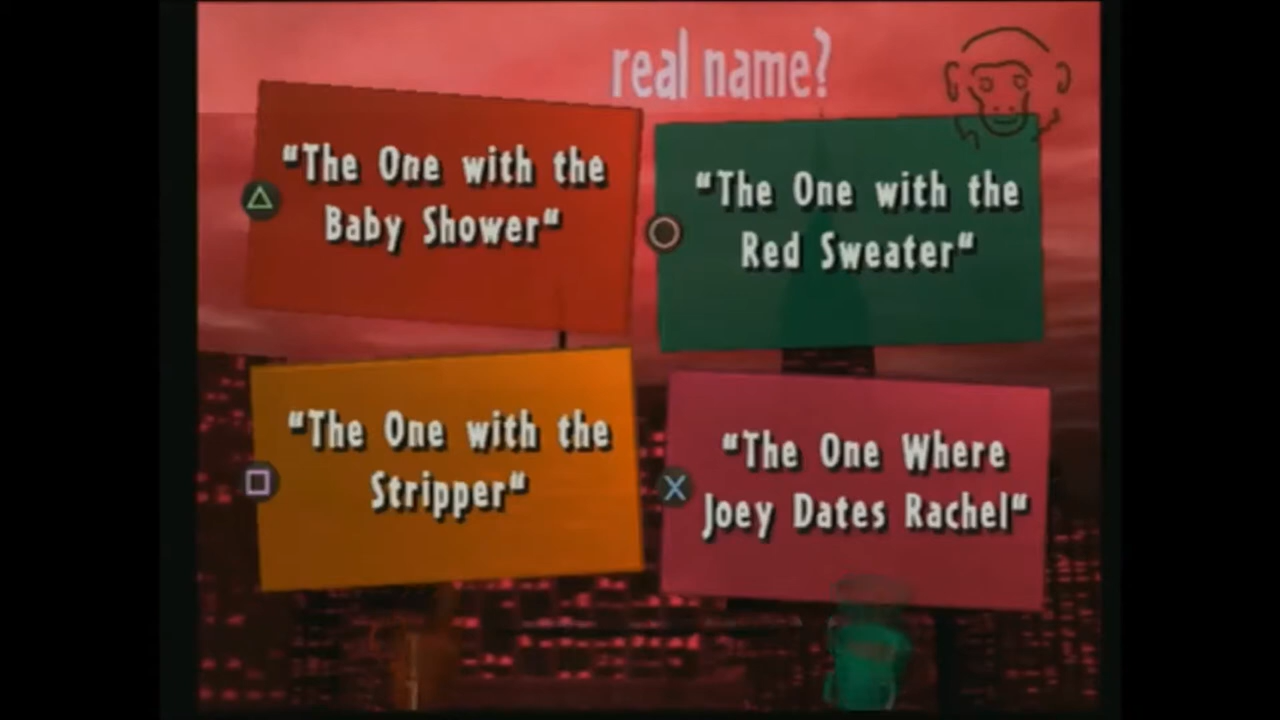 real name?
“The One with the
Baby Shower“
“The One with the
Red Sweater“
“The One with the
Stripper“
“The One Where
Joey Dates Rachel“